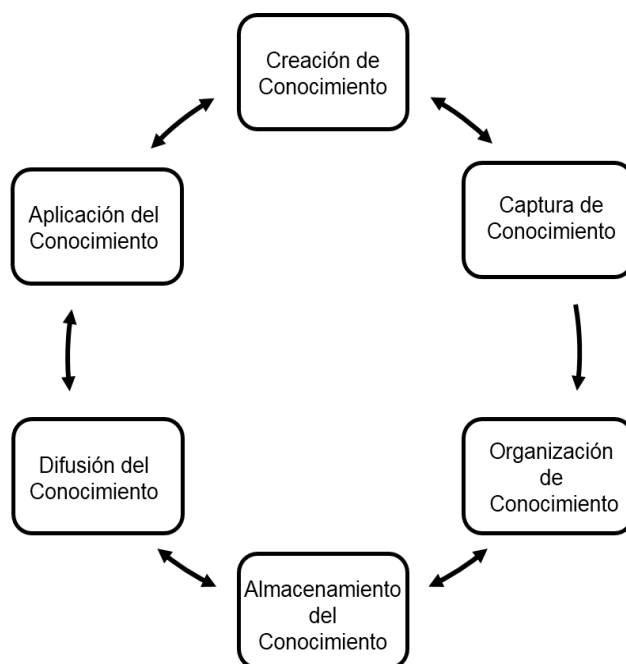 Creación de
Conocimiento
Captura de
Conocimiento
Organización
de
Conocimiento
Almacenamiento
del
Conocimiento
Difusión del
Conocimiento
Aplicación del
Conocimiento